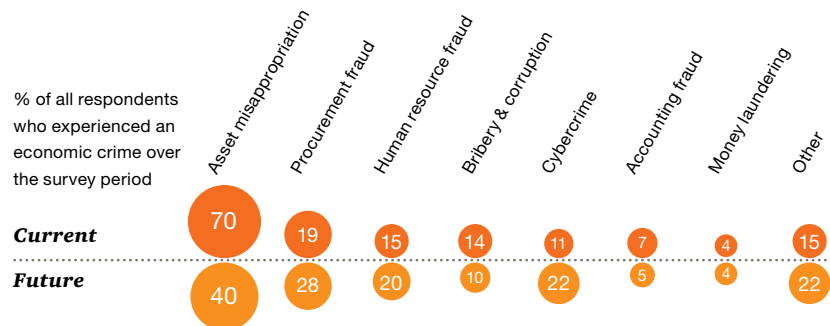 % of all respondents
who experienced an
economic crime over
the survey period
Asset misappropriation
Procurement fraud
Human resource fraud
Bribery & corruption
Cybercrime
Accounting fraud
Money laundering
Other
Current 70 19 15 14 11 7 4 15
Future 40 28 20 10 22 5 4 22